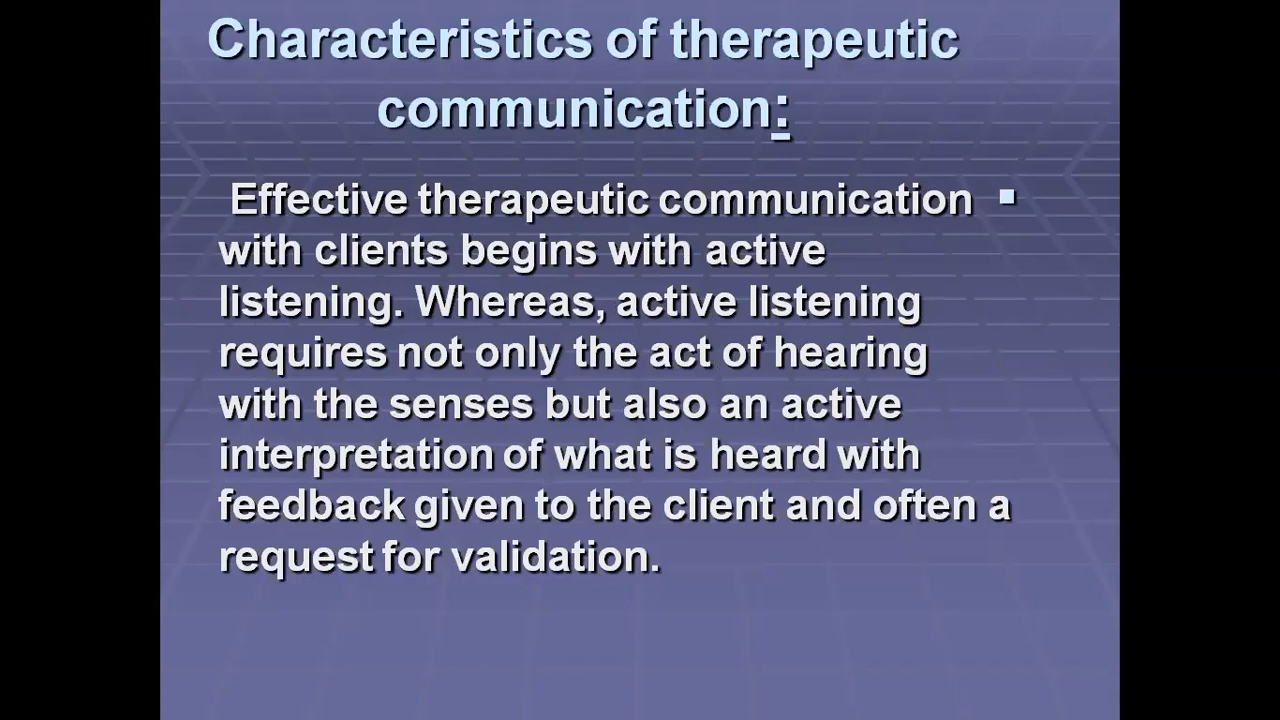 Characteristics of therapeutic
communication:
Effective therapeutic communication ▪
with clients begins with active
listening. Whereas, active listening
requires not only the act of hearing
with the senses but also an active
interpretation of what is heard with
feedback given to the client and often a
request for validation.